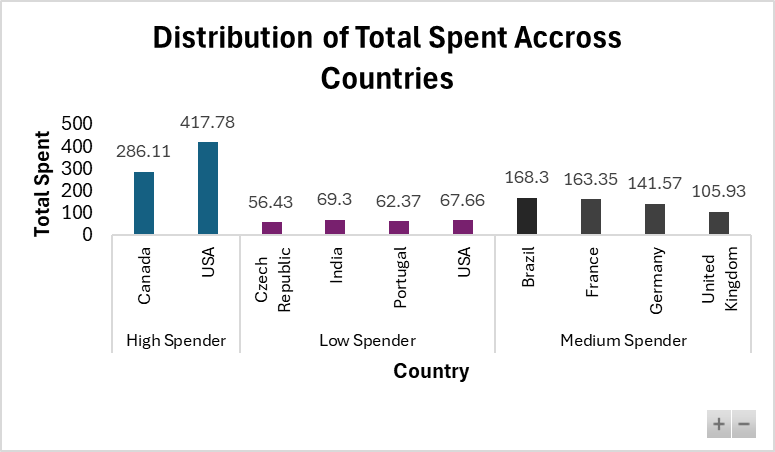 Distribution of Total Spent Accross
Countries
Total Spent
500
400
300
200
100
0
286.11
417.78
56.43
69.3
62.37
67.66
168.3
163.35
141.57
105.93
Canada
USA
Czech
Republic
India
Portugal
USA
Brazil
France
Germany
United
Kingdom
High Spender
Low Spender
Medium Spender
Country
+ −